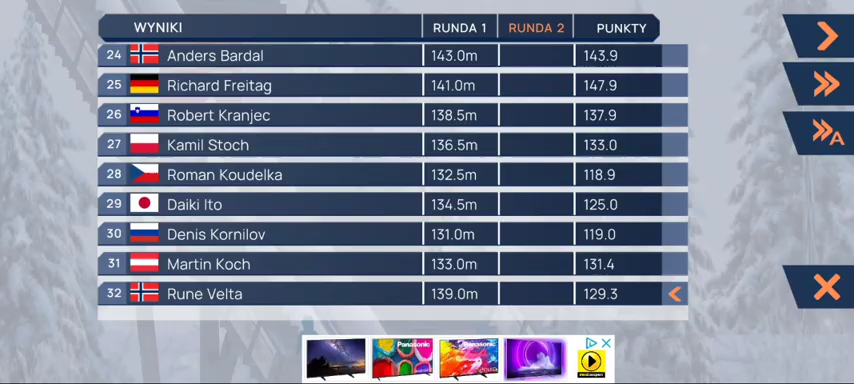 WYNIKI RUNDA 1 RUNDA 2 PUNKTY
24 Anders Bardal 143.0m 143.9
25 Richard Freitag 141.0m 147.9
26 Robert Kranjec 138.5m 137.9
27 Kamil Stoch 136.5m 133.0
28 Roman Koudelka 132.5m 118.9
29 Daiki Ito 134.5m 125.0
30 Denis Kornilov 131.0m 119.0
31 Martin Koch 133.0m 131.4
32 Rune Velta 139.0m 129.3
A
Panasonic Panasonic